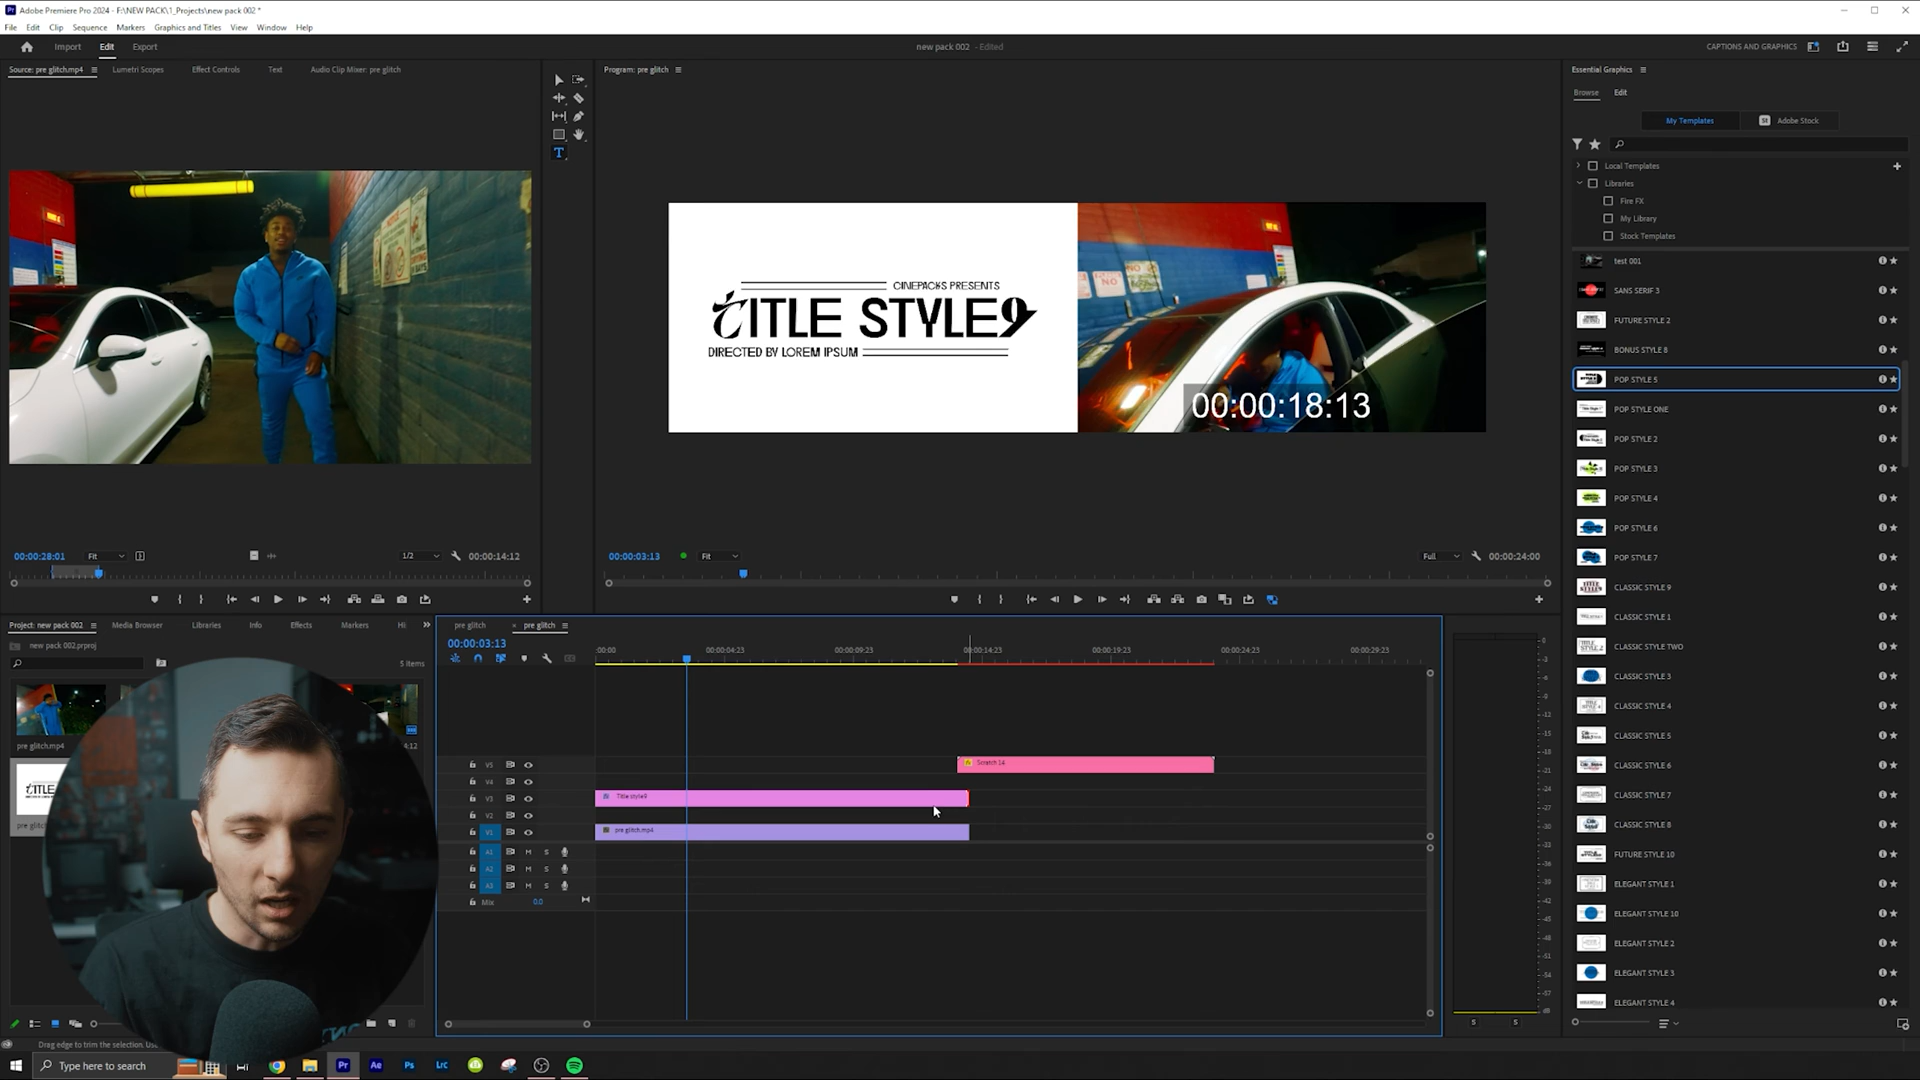 Adobe Premiere Pro 2024 - F:\NEW PACK\1_Projects\new pack 002 *
File Edit Clip Sequence Markers Graphics and Titles View Window Help
Import Edit Export
new pack 002 - Edited
CAPTIONS AND GRAPHICS
Source: pre glitch.mp4 Lumetri Scopes Effect Controls Text Audio Clip Mixer: pre glitch
Program: pre glitch
Essential Graphics
Browse Edit
My Templates Adobe Stock
Local Templates
Libraries
Fire FX
My Library
Stock Templates
test 001
SANS SERIF 3
FUTURE STYLE 2
BONUS STYLE 8
POP STYLE 5
POP STYLE ONE
POP STYLE 2
POP STYLE 3
POP STYLE 4
POP STYLE 6
POP STYLE 7
CLASSIC STYLE 9
CLASSIC STYLE 1
CLASSIC STYLE TWO
CLASSIC STYLE 3
CLASSIC STYLE 4
CLASSIC STYLE 5
CLASSIC STYLE 6
CLASSIC STYLE 7
CLASSIC STYLE 8
FUTURE STYLE 10
ELEGANT STYLE 1
ELEGANT STYLE 10
ELEGANT STYLE 2
ELEGANT STYLE 3
ELEGANT STYLE 4
CINEPACKS PRESENTS
TITLE STYLE9
DIRECTED BY LOREM IPSUM
00:00:18:13
00:00:28:01 Fit 1/2 00:00:14:12
00:00:03:13 Fit Full 00:00:24:00
Project: new pack 002 Media Browser Libraries Info Effects Markers Hi
new pack 002.prproj
5 items
pre glitch.mp4
4:12
pre glitch pre glitch
00:00:03:13
:00:00 00:00:04:23 00:00:09:23 00:00:14:23 00:00:19:23 00:00:24:23 00:00:29:23
V5 Scratch 14
V4
V3 Title style9
V2
V1 pre glitch.mp4
A1 M S
A2 M S
A3 M S
Mix 0.0
S S
Drag edge to trim the selection. Use
Type here to search
Pr Ae Ps Lrc